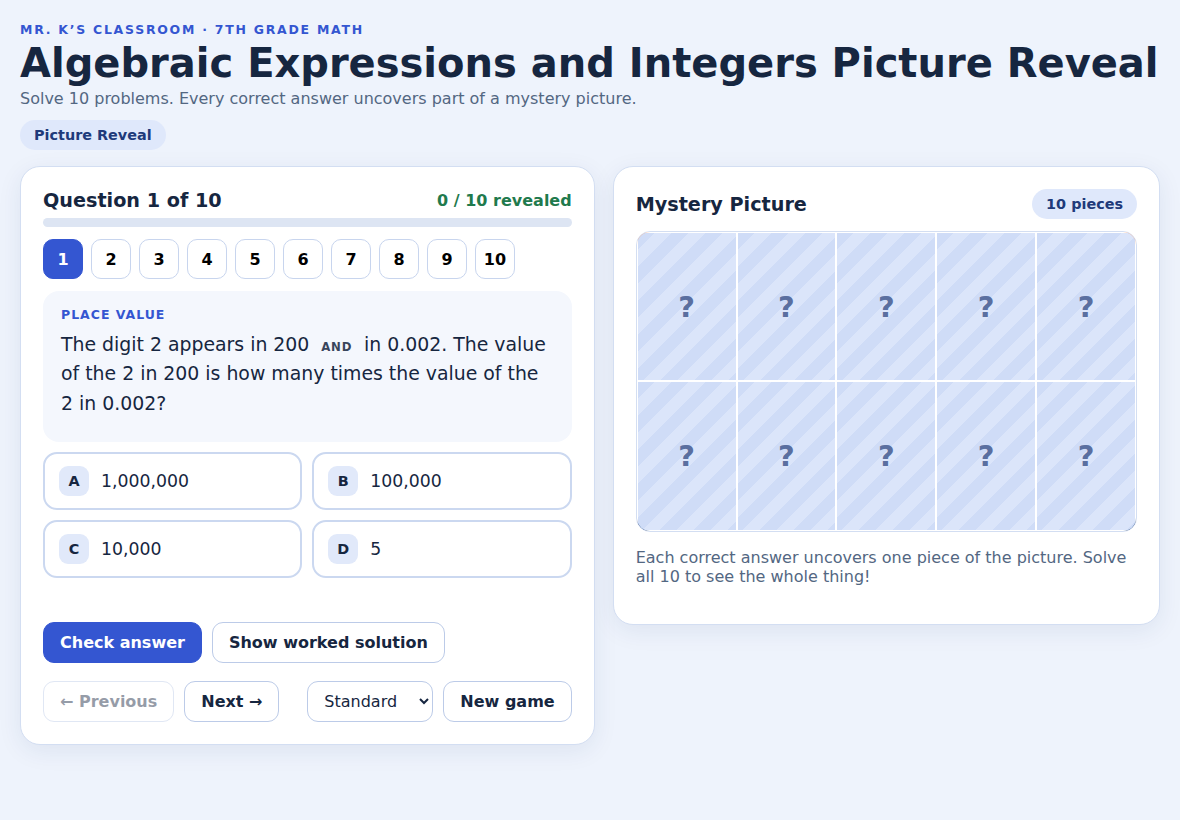 MR. K’S CLASSROOM · 7TH GRADE MATH
Algebraic Expressions and Integers Picture Reveal
Solve 10 problems. Every correct answer uncovers part of a mystery picture.
Picture Reveal
Question 1 of 10
0 / 10 revealed
1 2 3 4 5 6 7 8 9 10
PLACE VALUE
The digit 2 appears in 200 AND in 0.002. The value
of the 2 in 200 is how many times the value of the
2 in 0.002?
A 1,000,000
B 100,000
C 10,000
D 5
Check answer
Show worked solution
← Previous
Next →
Standard
New game
Mystery Picture
10 pieces
? ? ? ? ?
? ? ? ? ?
Each correct answer uncovers one piece of the picture. Solve
all 10 to see the whole thing!